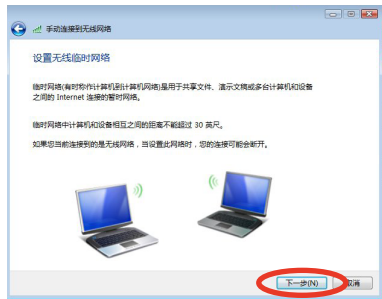 手动连接到无线网络
设置无线临时网络
临时网络(有时称作计算机到计算机网络)是用于共享文件、演示文稿或多台计算机和设备
之间的 Internet 连接的暂时网络。
临时网络中计算机和设备相互之间的距离不能超过 30 英尺。
如果您当前连接到的是无线网络，当设置此网络时，您的连接可能会断开。
下一步(N)
取消